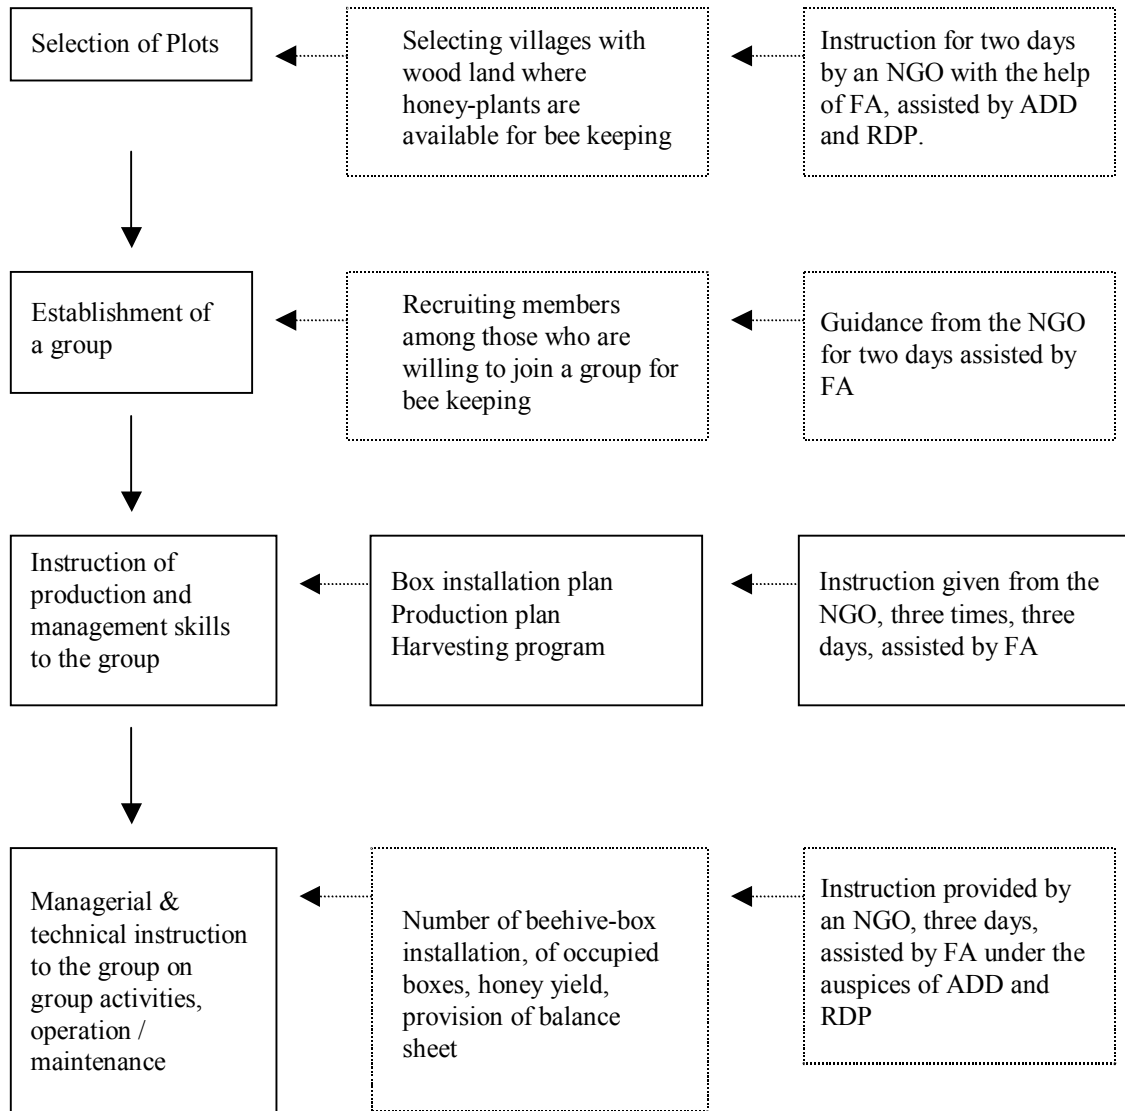 Selection of Plots
Selecting villages with
wood land where
honey-plants are
available for bee keeping
Instruction for two days
by an NGO with the help
of FA, assisted by ADD
and RDP.
Establishment of
a group
Recruiting members
among those who are
willing to join a group for
bee keeping
Guidance from the NGO
for two days assisted by
FA
Instruction of
production and
management skills
to the group
Box installation plan
Production plan
Harvesting program
Instruction given from the
NGO, three times, three
days, assisted by FA
Managerial &
technical instruction
to the group on
group activities,
operation /
maintenance
Number of beehive-box
installation, of occupied
boxes, honey yield,
provision of balance
sheet
Instruction provided by
an NGO, three days,
assisted by FA under the
auspices of ADD and
RDP